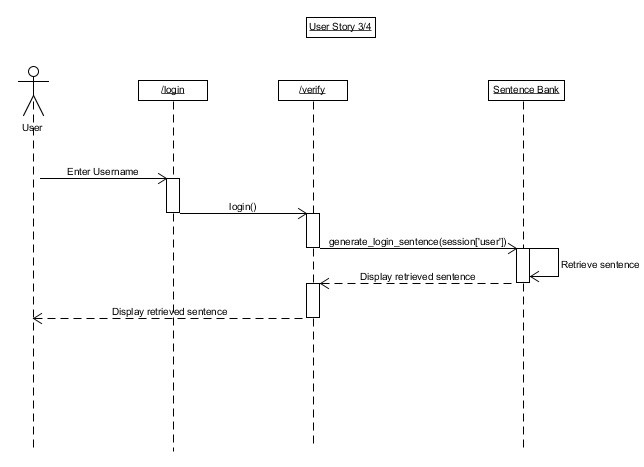 User Story 3/4
/login
/verify
Sentence Bank
User
Enter Username
login()
generate_login_sentence(session['user'])
Retrieve sentence
Display retrieved sentence
Display retrieved sentence